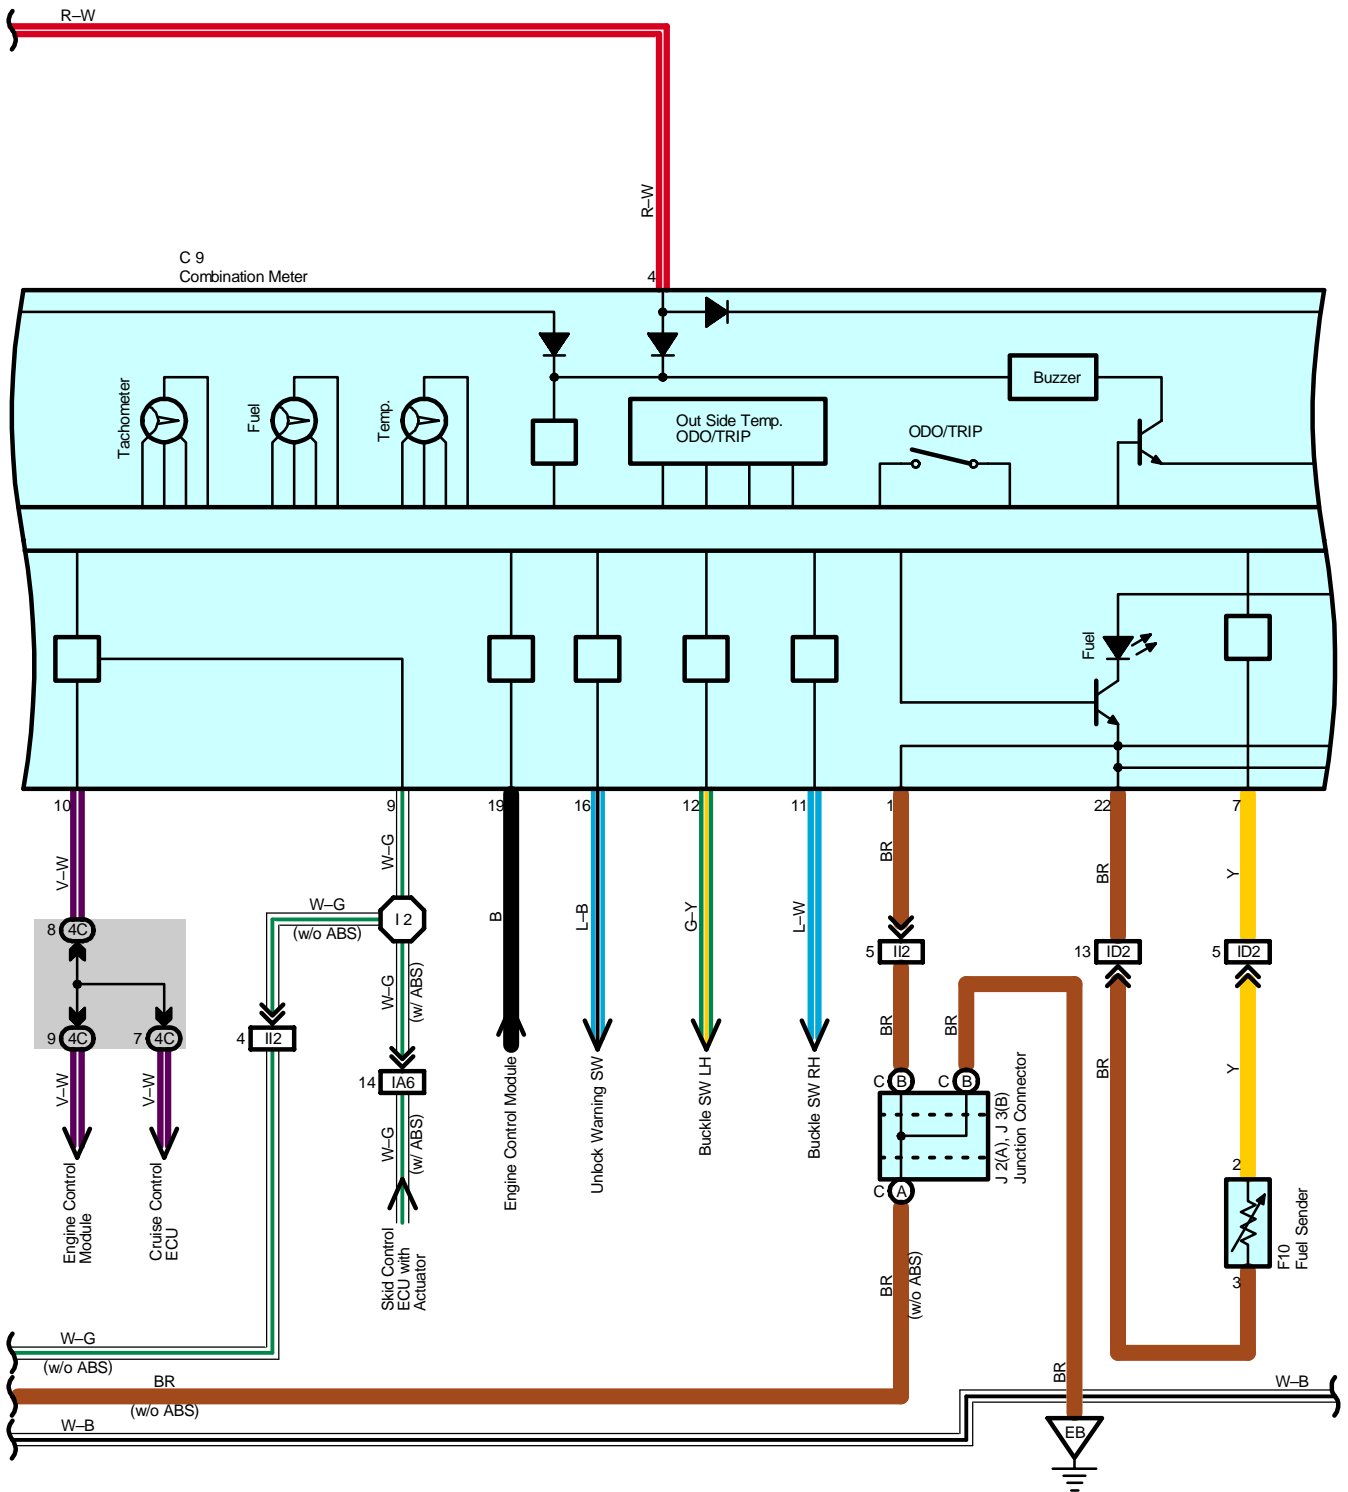 R–W
R–W
C 9
Combination Meter
4
Tachometer
Fuel
Temp.
Out Side Temp.
ODO/TRIP
ODO/TRIP
Buzzer
Fuel
10
9
19
16
12
11
1
22
7
V–W
W–G
B
L–B
G–Y
L–W
BR
BR
Y
8 4C
9 4C
7 4C
V–W
V–W
Engine Control
Module
Cruise Control
ECU
W–G
(w/o ABS)
I 2
4 II2
W–G
(w/ ABS)
14 IA6
W–G
(w/ ABS)
Skid Control
ECU with
Actuator
Engine Control Module
Unlock Warning SW
Buckle SW LH
Buckle SW RH
5 II2
13 ID2
5 ID2
BR
BR
BR
Y
C B
C B
C A
J 2(A), J 3(B)
Junction Connector
BR
(w/o ABS)
2
3
F10
Fuel Sender
W–G
(w/o ABS)
BR
(w/o ABS)
W–B
BR
W–B
EB